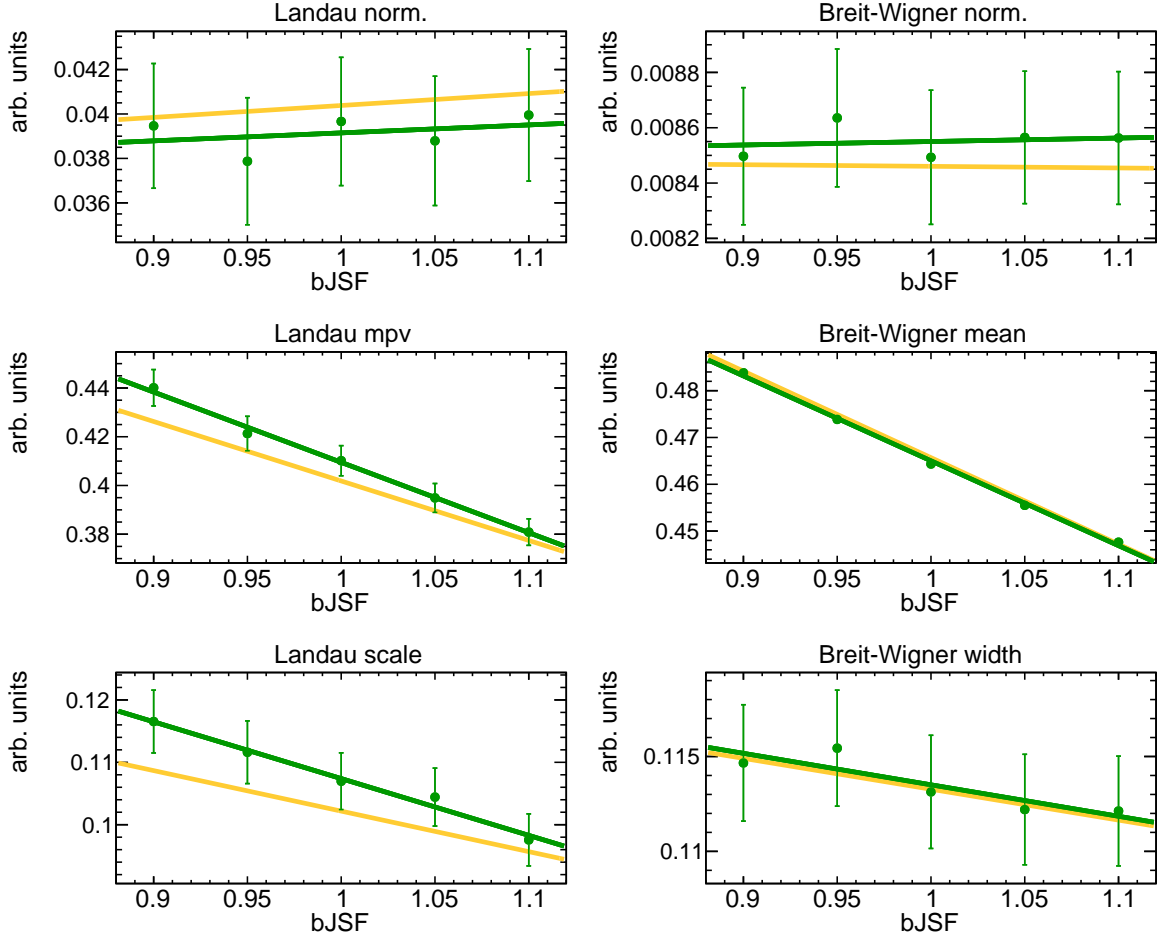 Landau norm.
arb. units
0.042
0.04
0.038
0.036
0.9 0.95 1 1.05 1.1
bJSF
Breit-Wigner norm.
arb. units
0.0088
0.0086
0.0084
0.0082
0.9 0.95 1 1.05 1.1
bJSF
Landau mpv
arb. units
0.44
0.42
0.4
0.38
0.9 0.95 1 1.05 1.1
bJSF
Breit-Wigner mean
arb. units
0.48
0.47
0.46
0.45
0.9 0.95 1 1.05 1.1
bJSF
Landau scale
arb. units
0.12
0.11
0.1
0.9 0.95 1 1.05 1.1
bJSF
Breit-Wigner width
arb. units
0.115
0.11
0.9 0.95 1 1.05 1.1
bJSF